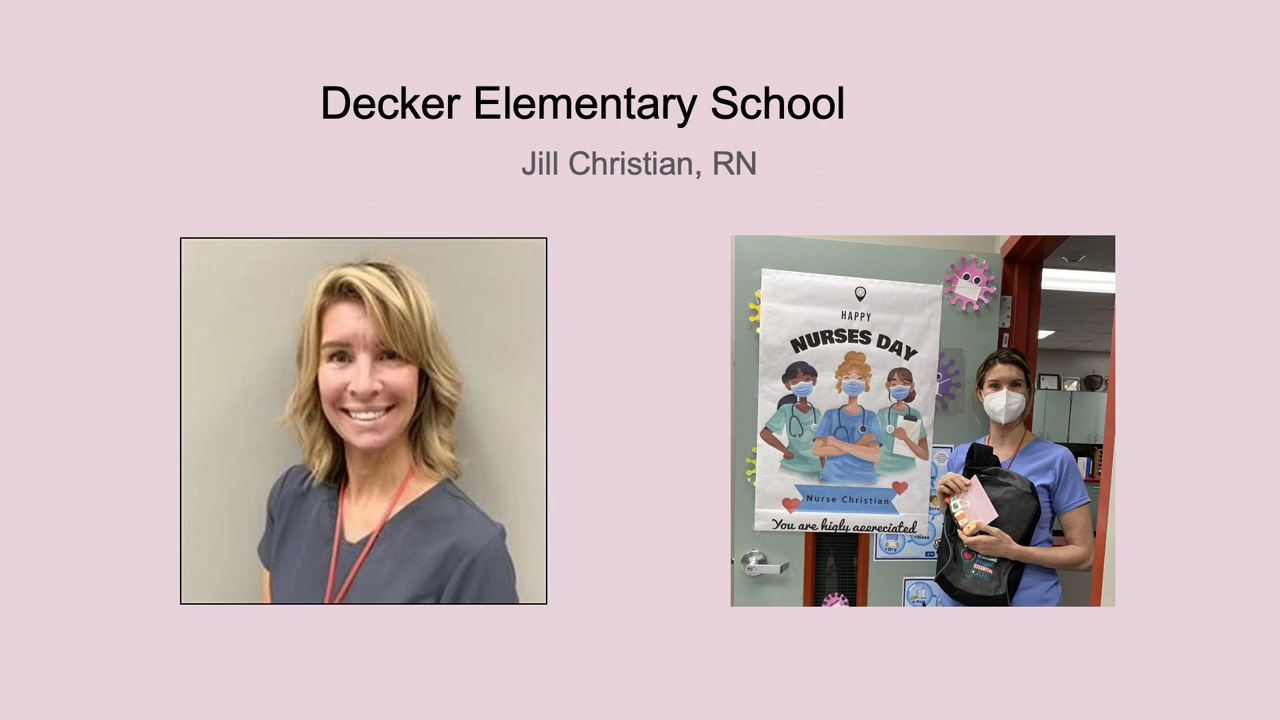 Decker Elementary School
Jill Christian, RN
HAPPY
NURSES DAY
Nurse Christian
You are higly appreciated